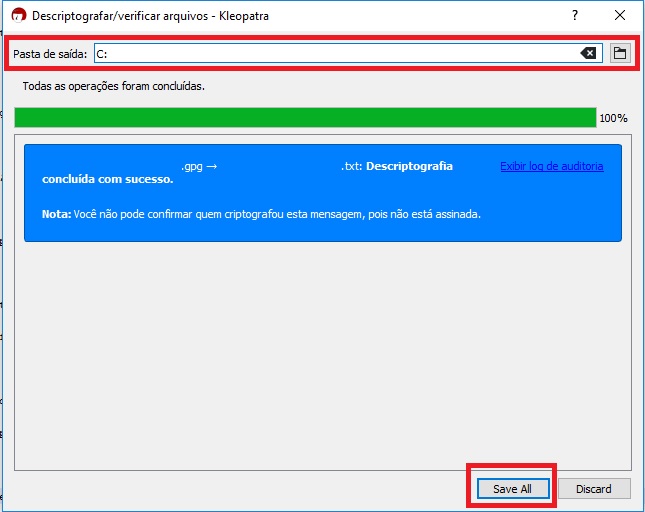 Descriptografar/verificar arquivos - Kleopatra
Pasta de saída: C:
Todas as operações foram concluídas.
100%
.gpg → .txt: Descriptografia Exibir log de auditoria
concluída com sucesso.
Nota: Você não pode confirmar quem criptografou esta mensagem, pois não está assinada.
Save All Discard